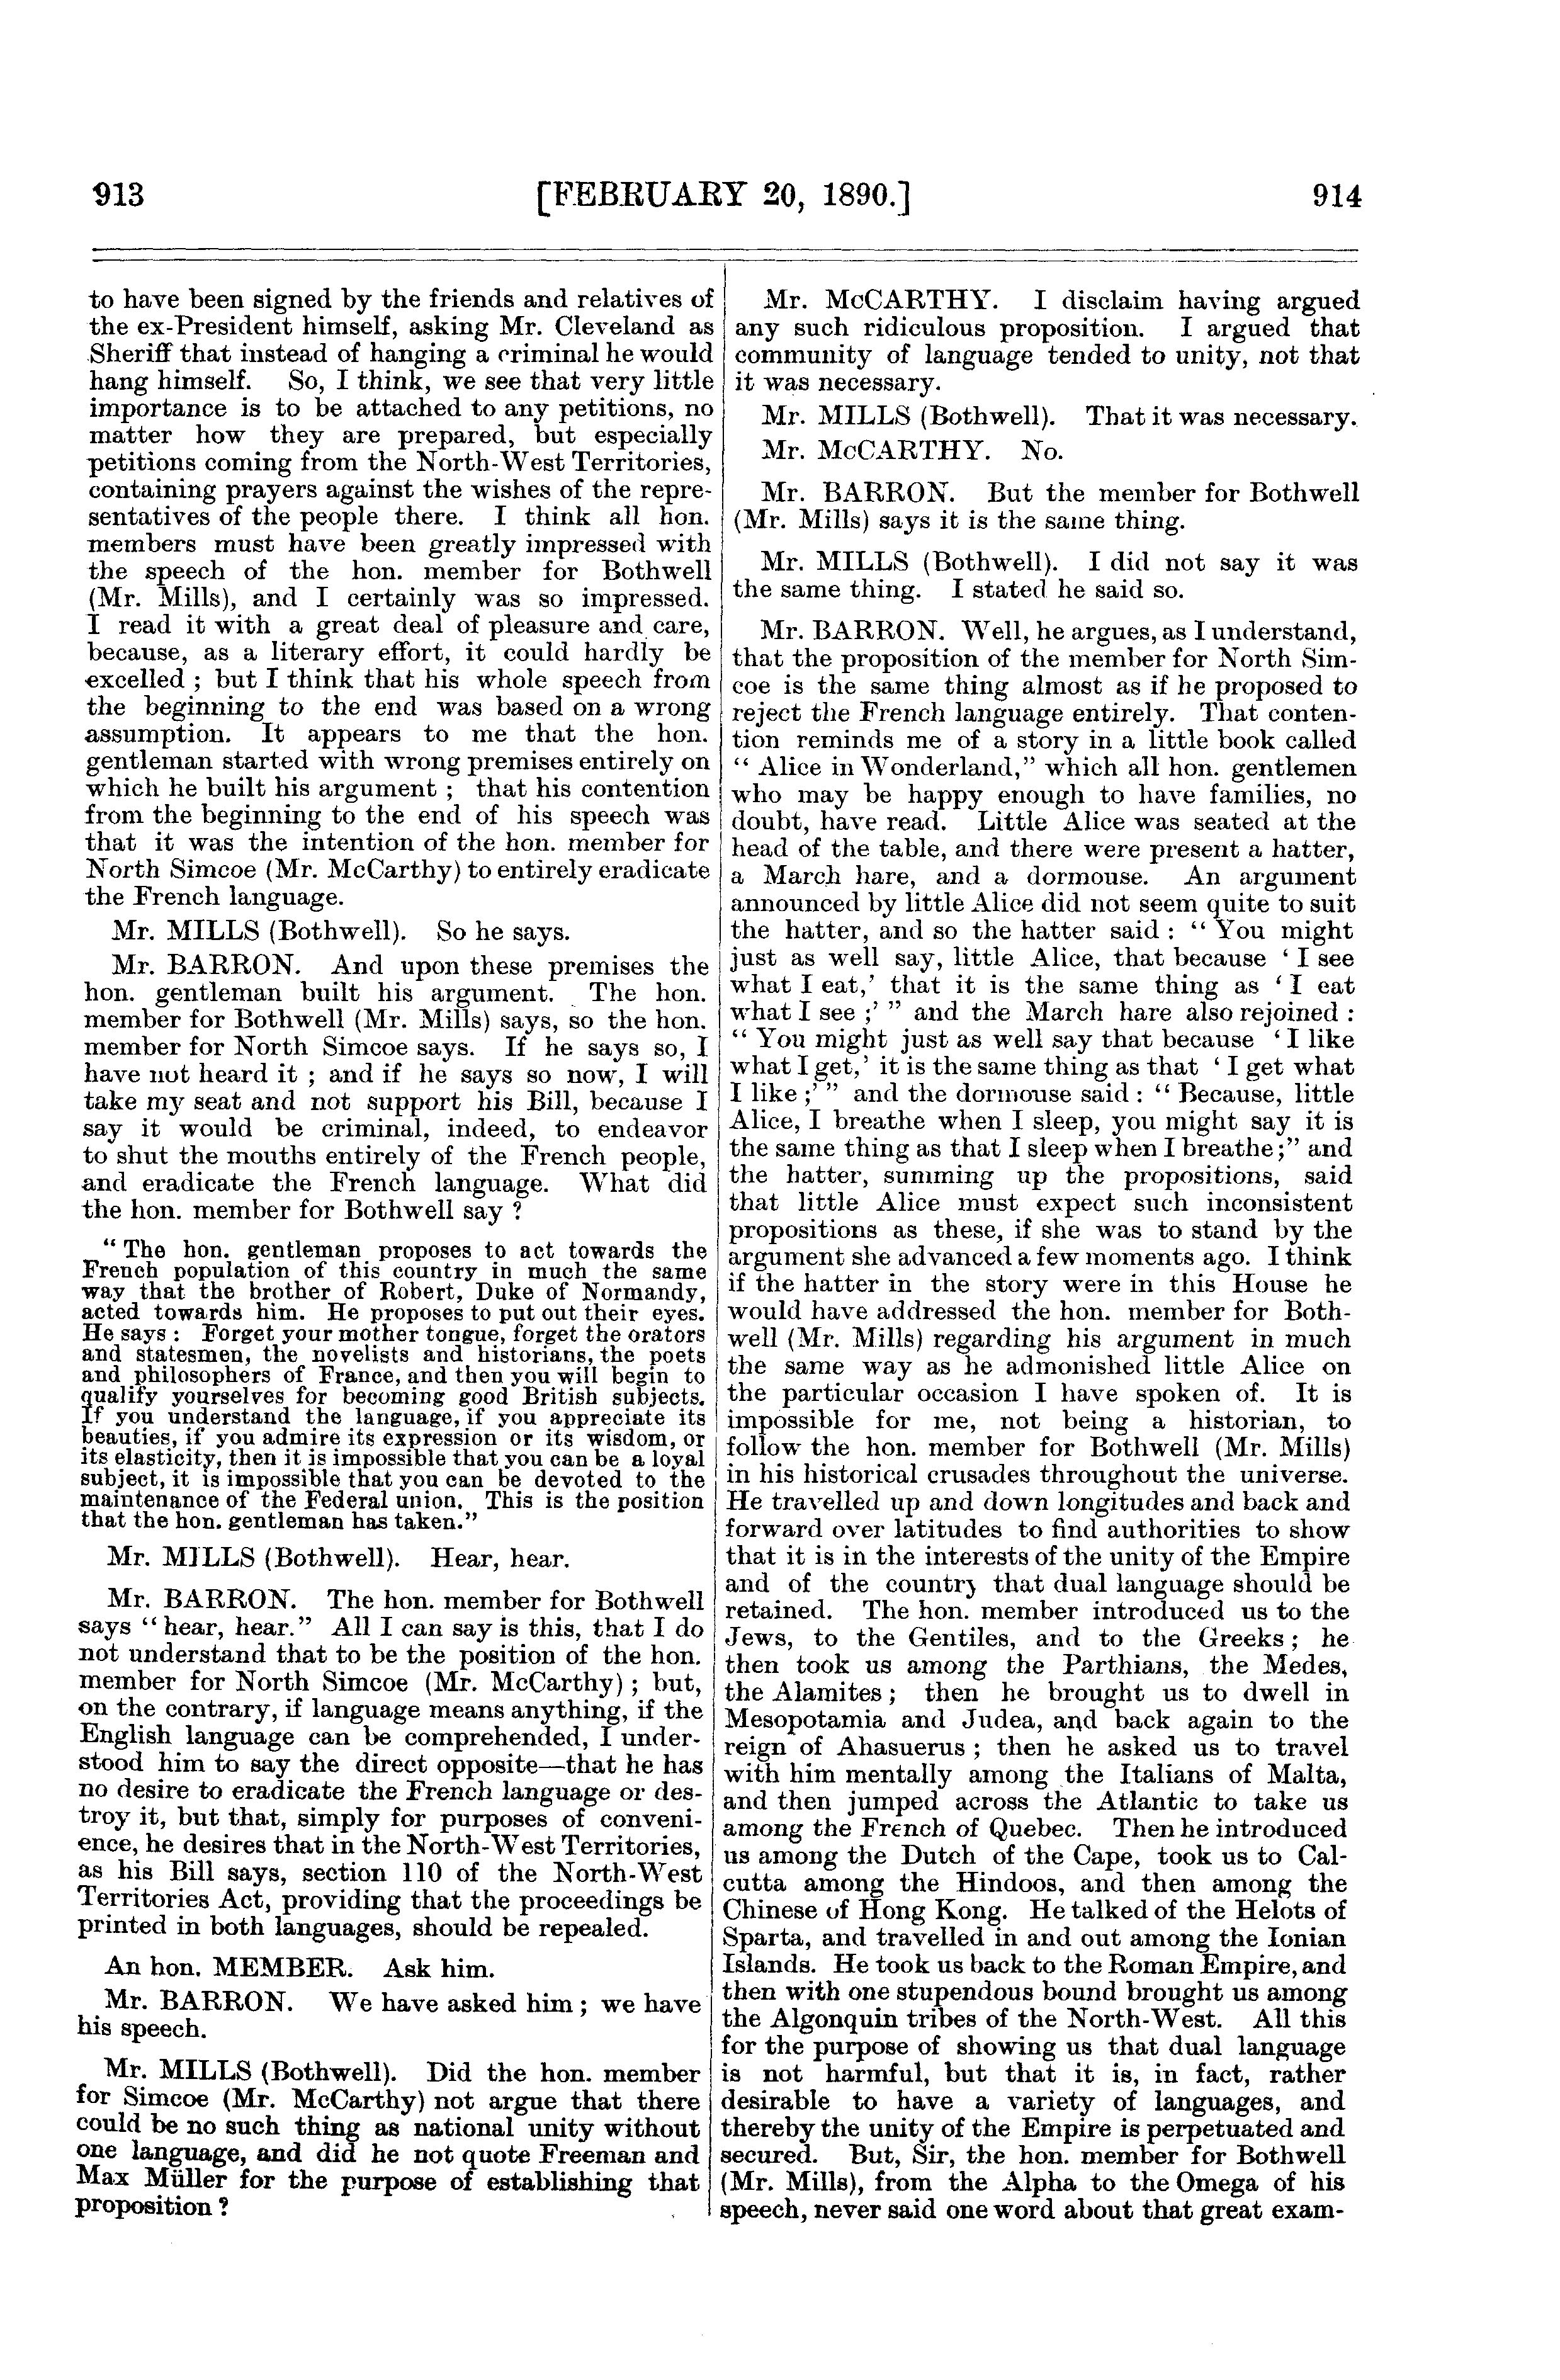 913
[FEBRUARY 20, 1890.]
914
to have been signed by the friends and relatives of
the ex-President himself, asking Mr. Cleveland as
Sheriff that instead of hanging a criminal he would
hang himself. So, I think, we see that very little
importance is to be attached to any petitions, no
matter how they are prepared, but especially
petitions coming from the North-West Territories,
containing prayers against the wishes of the repre-
sentatives of the people there. I think all hon.
members must have been greatly impressed with
the speech of the hon. member for Bothwell
(Mr. Mills), and I certainly was so impressed.
I read it with a great deal of pleasure and care,
because, as a literary effort, it could hardly be
excelled ; but I think that his whole speech from
the beginning to the end was based on a wrong
assumption. It appears to me that the hon.
gentleman started with wrong premises entirely on
which he built his argument ; that his contention
from the beginning to the end of his speech was
that it was the intention of the hon. member for
North Simcoe (Mr. McCarthy) to entirely eradicate
the French language.
Mr. MILLS (Bothwell). So he says.
Mr. BARRON. And upon these premises the
hon. gentleman built his argument. The hon.
member for Bothwell (Mr. Mills) says, so the hon.
member for North Simcoe says. If he says so, I
have not heard it ; and if he says so now, I will
take my seat and not support his Bill, because I
say it would be criminal, indeed, to endeavor
to shut the mouths entirely of the French people,
and eradicate the French language. What did
the hon. member for Bothwell say ?
" The hon. gentleman proposes to act towards the
French population of this country in much the same
way that the brother of Robert, Duke of Normandy,
acted towards him. He proposes to put out their eyes.
He says : Forget your mother tongue, forget the orators
and statesmen, the novelists and historians, the poets
and philosophers of France, and then you will begin to
qualify yourselves for becoming good British subjects.
If you understand the language, if you appreciate its
beauties, if you admire its expression or its wisdom, or
its elasticity, then it is impossible that you can be a loyal
subject, it is impossible that you can be devoted to the
maintenance of the Federal union. This is the position
that the hon. gentleman has taken."
Mr. MILLS (Bothwell). Hear, hear.
Mr. BARRON. The hon. member for Bothwell
says " hear, hear." All I can say is this, that I do
not understand that to be the position of the hon.
member for North Simcoe (Mr. McCarthy) ; but,
on the contrary, if language means anything, if the
English language can be comprehended, I under-
stood him to say the direct opposite—that he has
no desire to eradicate the French language or des-
troy it, but that, simply for purposes of conveni-
ence, he desires that in the North-West Territories,
as his Bill says, section 110 of the North-West
Territories Act, providing that the proceedings be
printed in both languages, should be repealed.
An hon. MEMBER. Ask him.
Mr. BARRON. We have asked him ; we have
his speech.
Mr. MILLS (Bothwell). Did the hon. member
for Simcoe (Mr. McCarthy) not argue that there
could be no such thing as national unity without
one language, and did he not quote Freeman and
Max Müller for the purpose of establishing that
proposition ?
Mr. McCARTHY. I disclaim having argued
any such ridiculous proposition. I argued that
community of language tended to unity, not that
it was necessary.
Mr. MILLS (Bothwell). That it was necessary.
Mr. McCARTHY. No.
Mr. BARRON. But the member for Bothwell
(Mr. Mills) says it is the same thing.
Mr. MILLS (Bothwell). I did not say it was
the same thing. I stated he said so.
Mr. BARRON. Well, he argues, as I understand,
that the proposition of the member for North Sim-
coe is the same thing almost as if he proposed to
reject the French language entirely. That conten-
tion reminds me of a story in a little book called
" Alice in Wonderland," which all hon. gentlemen
who may be happy enough to have families, no
doubt, have read. Little Alice was seated at the
head of the table, and there were present a hatter,
a March hare, and a dormouse. An argument
announced by little Alice did not seem quite to suit
the hatter, and so the hatter said : " You might
just as well say, little Alice, that because ' I see
what I eat,' that it is the same thing as ' I eat
what I see ;' " and the March hare also rejoined :
" You might just as well say that because ' I like
what I get,' it is the same thing as that ' I get what
I like ;' " and the dormouse said : " Because, little
Alice, I breathe when I sleep, you might say it is
the same thing as that I sleep when I breathe ;" and
the hatter, summing up the propositions, said
that little Alice must expect such inconsistent
propositions as these, if she was to stand by the
argument she advanced a few moments ago. I think
if the hatter in the story were in this House he
would have addressed the hon. member for Both-
well (Mr. Mills) regarding his argument in much
the same way as he admonished little Alice on
the particular occasion I have spoken of. It is
impossible for me, not being a historian, to
follow the hon. member for Bothwell (Mr. Mills)
in his historical crusades throughout the universe.
He travelled up and down longitudes and back and
forward over latitudes to find authorities to show
that it is in the interests of the unity of the Empire
and of the country that dual language should be
retained. The hon. member introduced us to the
Jews, to the Gentiles, and to the Greeks ; he
then took us among the Parthians, the Medes,
the Alamites ; then he brought us to dwell in
Mesopotamia and Judea, and back again to the
reign of Ahasuerus ; then he asked us to travel
with him mentally among the Italians of Malta,
and then jumped across the Atlantic to take us
among the French of Quebec. Then he introduced
us among the Dutch of the Cape, took us to Cal-
cutta among the Hindoos, and then among the
Chinese of Hong Kong. He talked of the Helots of
Sparta, and travelled in and out among the Ionian
Islands. He took us back to the Roman Empire, and
then with one stupendous bound brought us among
the Algonquin tribes of the North-West. All this
for the purpose of showing us that dual language
is not harmful, but that it is, in fact, rather
desirable to have a variety of languages, and
thereby the unity of the Empire is perpetuated and
secured. But, Sir, the hon. member for Bothwell
(Mr. Mills), from the Alpha to the Omega of his
speech, never said one word about that great exam-